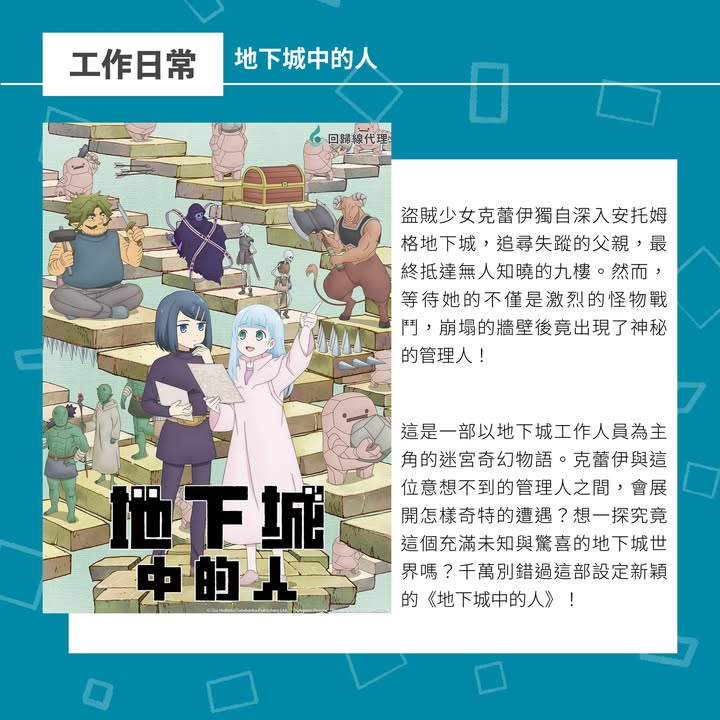 工作日常
地下城中的人
回歸線代理
盜賊少女克蕾伊獨自深入安托姆
格地下城，追尋失蹤的父親，最
終抵達無人知曉的九樓。然而，
等待她的不僅是激烈的怪物戰
鬥，崩塌的牆壁後竟出現了神秘
的管理人！
這是一部以地下城工作人員為主
角的迷宮奇幻物語。克蕾伊與這
位意想不到的管理人之間，會展
開怎樣奇特的遭遇？想一探究竟
這個充滿未知與驚喜的地下城世
界嗎？千萬別錯過這部設定新穎
的《地下城中的人》！
地下城
中的人